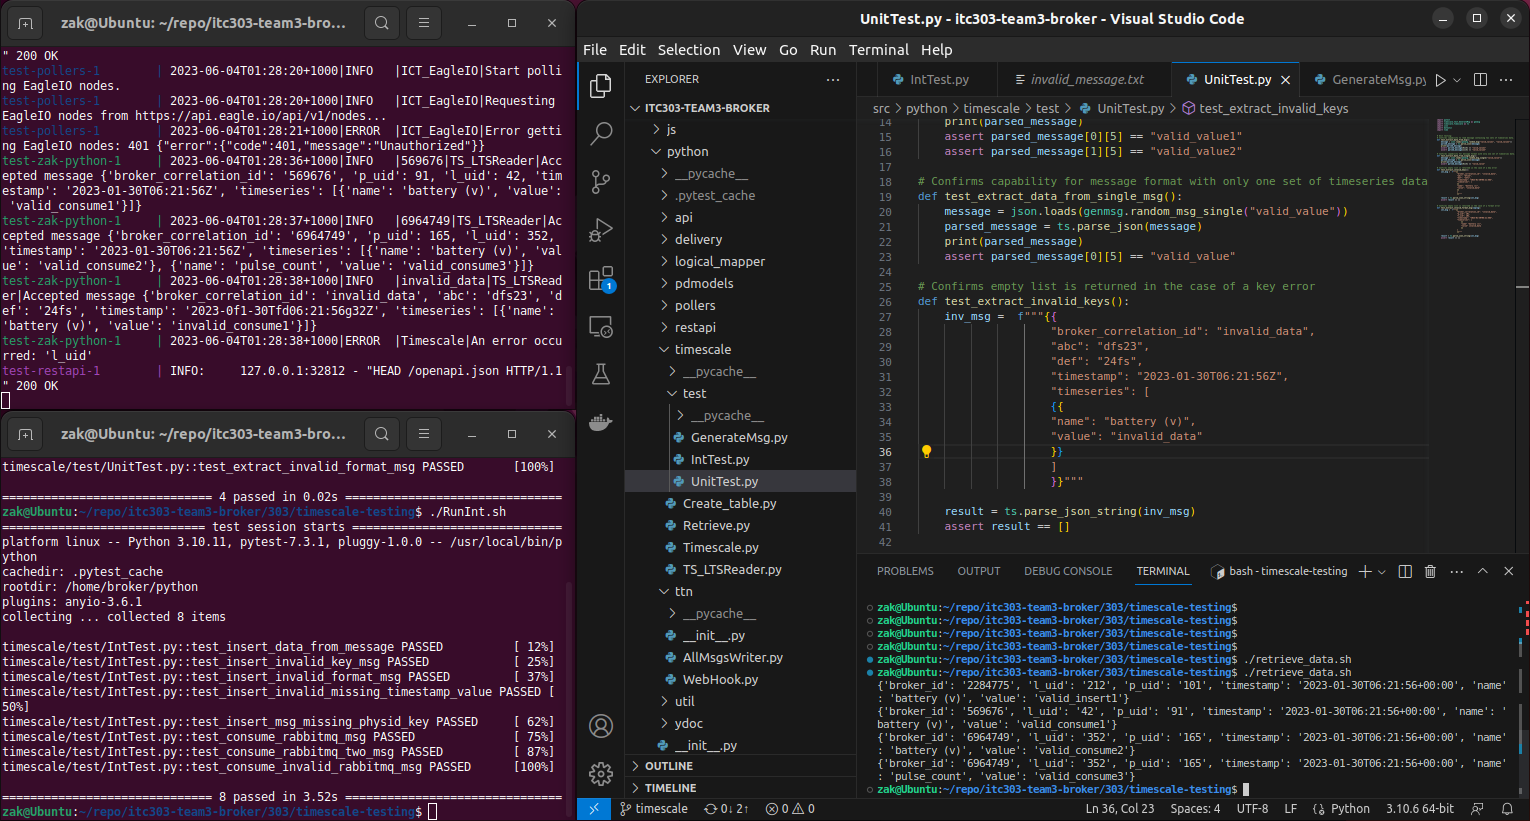 zak@Ubuntu: ~/repo/itc303-team3-bro...
" 200 OK
test-pollers-1 | 2023-06-04T01:28:20+1000|INFO |ICT_EagleIO|Start polli
ng EagleIO nodes.
test-pollers-1 | 2023-06-04T01:28:20+1000|INFO |ICT_EagleIO|Requesting
EagleIO nodes from https://api.eagle.io/api/v1/nodes...
test-pollers-1 | 2023-06-04T01:28:21+1000|ERROR |ICT_EagleIO|Error getti
ng EagleIO nodes: 401 {"error":{"code":401,"message":"Unauthorized"}}
test-zak-python-1 | 2023-06-04T01:28:36+1000|INFO |569676|TS_LTSReader|Acc
epted message {'broker_correlation_id': '569676', 'p_uid': 91, 'l_uid': 42, 'tim
estamp': '2023-01-30T06:21:56Z', 'timeseries': [{'name': 'battery (v)', 'value':
'valid_consume1'}]}
test-zak-python-1 | 2023-06-04T01:28:37+1000|INFO |6964749|TS_LTSReader|Ac
cepted message {'broker_correlation_id': '6964749', 'p_uid': 165, 'l_uid': 352,
'timestamp': '2023-01-30T06:21:56Z', 'timeseries': [{'name': 'battery (v)', 'val
ue': 'valid_consume2'}, {'name': 'pulse_count', 'value': 'valid_consume3'}]}
test-zak-python-1 | 2023-06-04T01:28:38+1000|INFO |invalid_data|TS_LTSRead
er|Accepted message {'broker_correlation_id': 'invalid_data', 'abc': 'dfs23', 'd
ef': '24fs', 'timestamp': '2023-0f1-30Tfd06:21:56g32Z', 'timeseries': [{'name':
'battery (v)', 'value': 'invalid_consume1'}]}
test-zak-python-1 | 2023-06-04T01:28:38+1000|ERROR |Timescale|An error occu
rred: 'l_uid'
test-restapi-1 | INFO: 127.0.0.1:32812 - "HEAD /openapi.json HTTP/1.1
" 200 OK
zak@Ubuntu: ~/repo/itc303-team3-bro...
timescale/test/UnitTest.py::test_extract_invalid_format_msg PASSED [100%]
============================== 4 passed in 0.02s ===============================
zak@Ubuntu:~/repo/itc303-team3-broker/303/timescale-testing$ ./RunInt.sh
============================= test session starts ==============================
platform linux -- Python 3.10.11, pytest-7.3.1, pluggy-1.0.0 -- /usr/local/bin/p
ython
cachedir: .pytest_cache
rootdir: /home/broker/python
plugins: anyio-3.6.1
collecting ... collected 8 items
timescale/test/IntTest.py::test_insert_data_from_message PASSED [ 12%]
timescale/test/IntTest.py::test_insert_invalid_key_msg PASSED [ 25%]
timescale/test/IntTest.py::test_insert_invalid_format_msg PASSED [ 37%]
timescale/test/IntTest.py::test_insert_invalid_missing_timestamp_value PASSED [
50%]
timescale/test/IntTest.py::test_insert_msg_missing_physid_key PASSED [ 62%]
timescale/test/IntTest.py::test_consume_rabbitmq_msg PASSED [ 75%]
timescale/test/IntTest.py::test_consume_rabbitmq_two_msg PASSED [ 87%]
timescale/test/IntTest.py::test_consume_invalid_rabbitmq_msg PASSED [100%]
============================== 8 passed in 3.52s ===============================
zak@Ubuntu:~/repo/itc303-team3-broker/303/timescale-testing$
UnitTest.py - itc303-team3-broker - Visual Studio Code
File Edit Selection View Go Run Terminal Help
EXPLORER
ITC303-TEAM3-BROKER
js
python
__pycache__
.pytest_cache
api
delivery
logical_mapper
pdmodels
pollers
restapi
timescale
__pycache__
test
__pycache__
GenerateMsg.py
IntTest.py
UnitTest.py
Create_table.py
Retrieve.py
Timescale.py
TS_LTSReader.py
ttn
__pycache__
__init__.py
AllMsgsWriter.py
WebHook.py
util
ydoc
__init__.py
OUTLINE
TIMELINE
1
IntTest.py invalid_message.txt UnitTest.py GenerateMsg.py
src > python > timescale > test > UnitTest.py > test_extract_invalid_keys
14 print(parsed_message)
15 assert parsed_message[0][5] == "valid_value1"
16 assert parsed_message[1][5] == "valid_value2"
17
18 # Confirms capability for message format with only one set of timeseries data
19 def test_extract_data_from_single_msg():
20 message = json.loads(genmsg.random_msg_single("valid_value"))
21 parsed_message = ts.parse_json(message)
22 print(parsed_message)
23 assert parsed_message[0][5] == "valid_value"
24
25 # Confirms empty list is returned in the case of a key error
26 def test_extract_invalid_keys():
27 inv_msg = f"""{{
28 "broker_correlation_id": "invalid_data",
29 "abc": "dfs23",
30 "def": "24fs",
31 "timestamp": "2023-01-30T06:21:56Z",
32 "timeseries": [
33 {{
34 "name": "battery (v)",
35 "value": "invalid_data"
36 }}
37 ]
38 }}"""
39
40 result = ts.parse_json_string(inv_msg)
41 assert result == []
42
PROBLEMS OUTPUT DEBUG CONSOLE TERMINAL bash - timescale-testing
zak@Ubuntu:~/repo/itc303-team3-broker/303/timescale-testing$
zak@Ubuntu:~/repo/itc303-team3-broker/303/timescale-testing$
zak@Ubuntu:~/repo/itc303-team3-broker/303/timescale-testing$
zak@Ubuntu:~/repo/itc303-team3-broker/303/timescale-testing$
zak@Ubuntu:~/repo/itc303-team3-broker/303/timescale-testing$ ./retrieve_data.sh
zak@Ubuntu:~/repo/itc303-team3-broker/303/timescale-testing$ ./retrieve_data.sh
{'broker_id': '2284775', 'l_uid': '212', 'p_uid': '101', 'timestamp': '2023-01-30T06:21:56+00:00', 'name'
: 'battery (v)', 'value': 'valid_insert1'}
{'broker_id': '569676', 'l_uid': '42', 'p_uid': '91', 'timestamp': '2023-01-30T06:21:56+00:00', 'name': '
battery (v)', 'value': 'valid_consume1'}
{'broker_id': '6964749', 'l_uid': '352', 'p_uid': '165', 'timestamp': '2023-01-30T06:21:56+00:00', 'name'
: 'battery (v)', 'value': 'valid_consume2'}
{'broker_id': '6964749', 'l_uid': '352', 'p_uid': '165', 'timestamp': '2023-01-30T06:21:56+00:00', 'name'
: 'pulse_count', 'value': 'valid_consume3'}
zak@Ubuntu:~/repo/itc303-team3-broker/303/timescale-testing$
timescale 0↓ 2↑ 0 0 Ln 36, Col 23 Spaces: 4 UTF-8 LF Python 3.10.6 64-bit